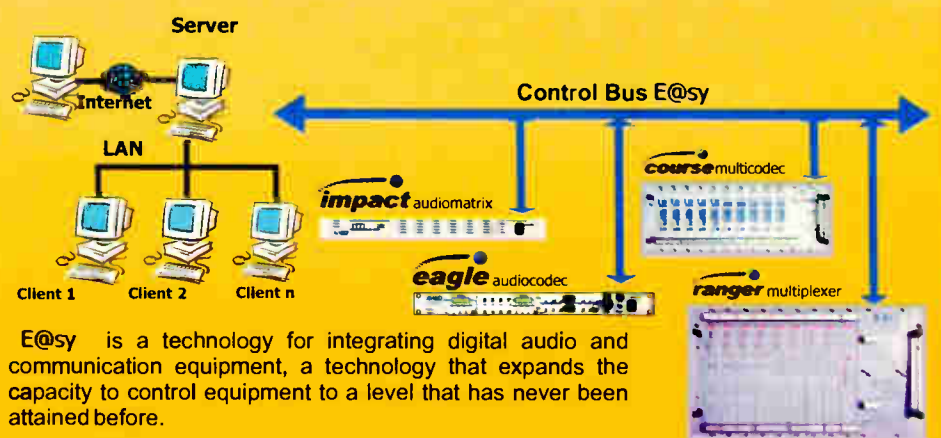 Server
Internet
LAN
Client 1
Client 2
Client n
Control Bus E@sy
impact audiomatrix
course multicodec
eagle audiocodec
ranger multiplexer
E@sy is a technology for integrating digital audio and
communication equipment, a technology that expands the
capacity to control equipment to a level that has never been
attained before.